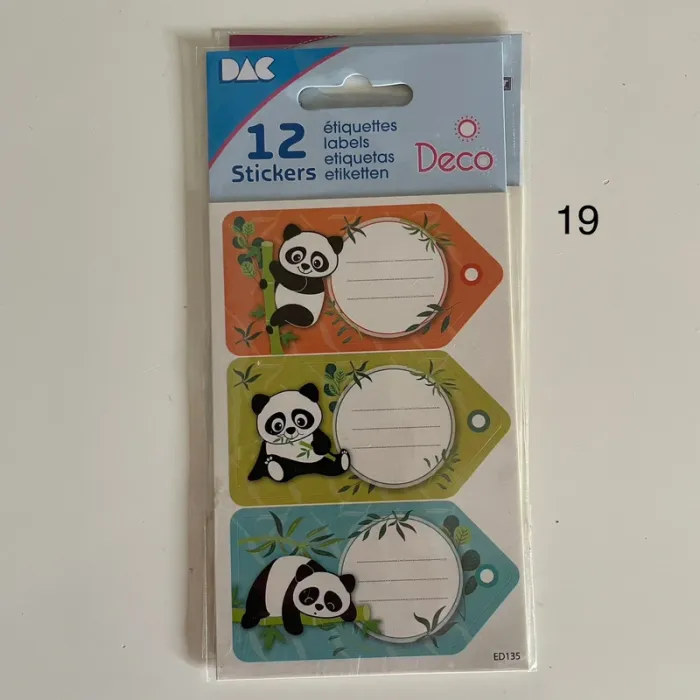 DAC
12
Stickers
étiquettes
labels
etiquetas
etiketten
Deco
19
ED135